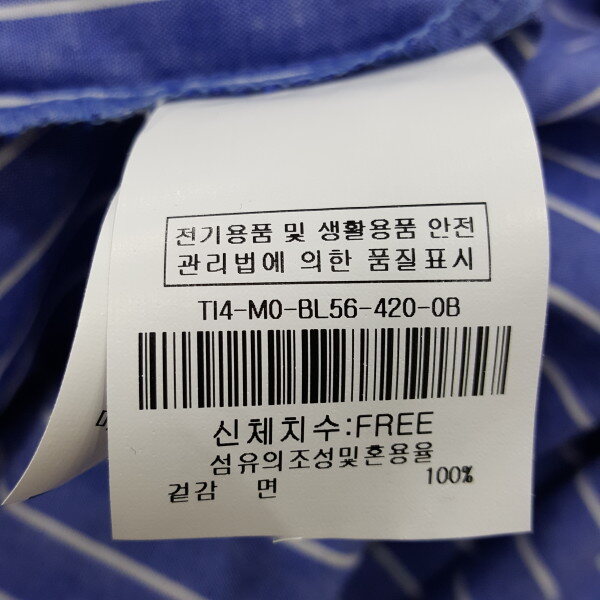 전기용품 및 생활용품 안전
관리법에 의한 품질표시
TI4-MO-BL56-420-OB
신체치수:FREE
섬유의조성및혼용율
겉감 면 100%